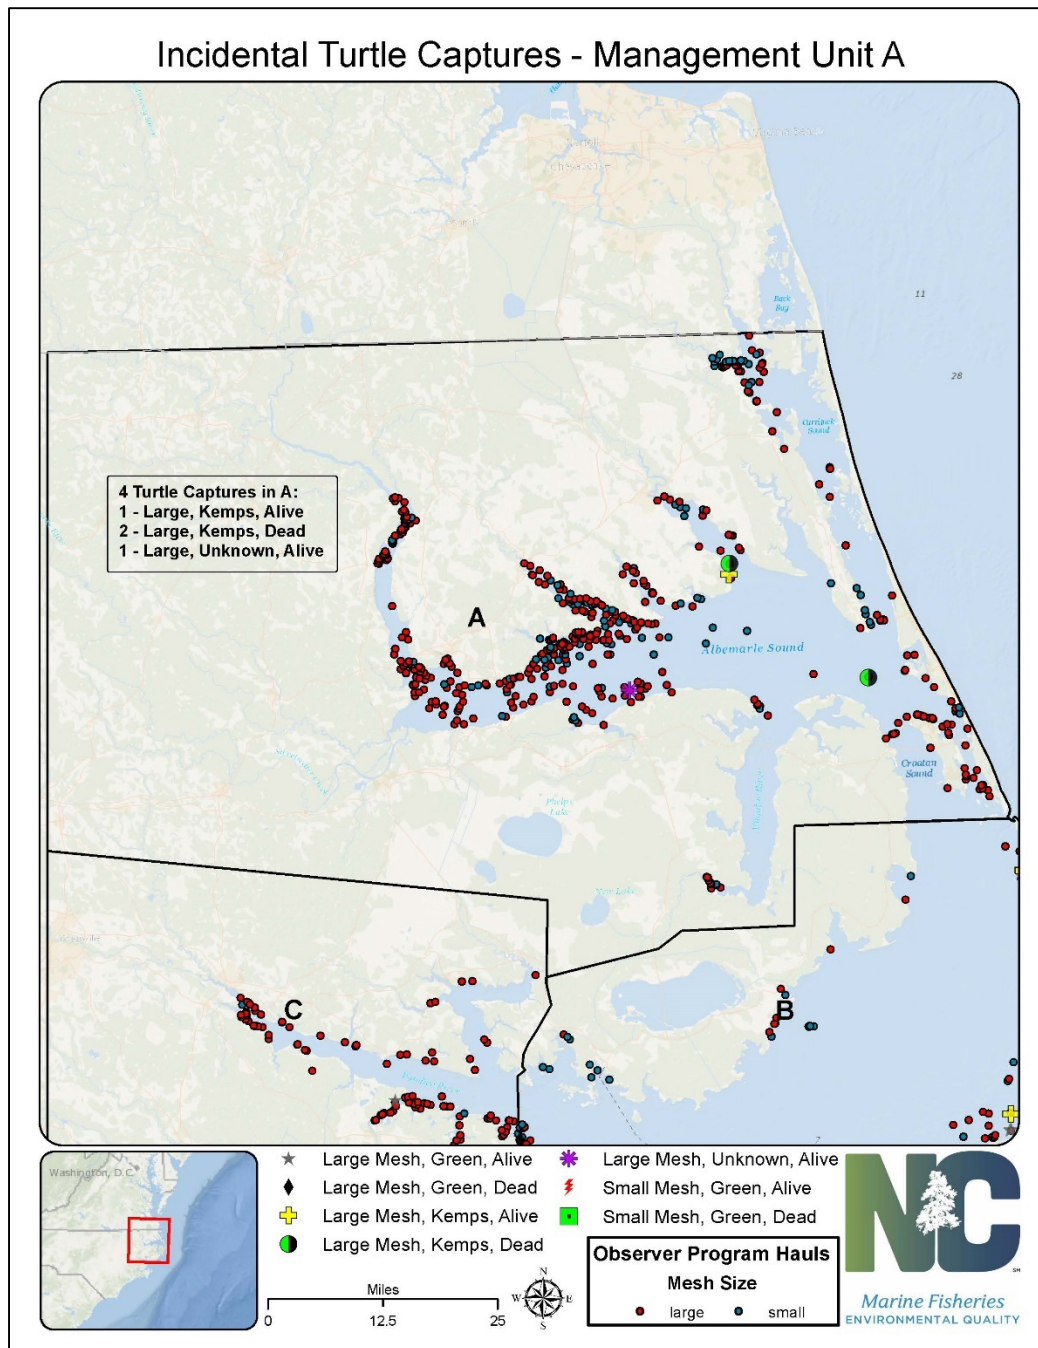 Incidental Turtle Captures - Management Unit A
Back
Bay
11
28
Currituck
Sound
4 Turtle Captures in A:
1 - Large, Kemps, Alive
2 - Large, Kemps, Dead
1 - Large, Unknown, Alive
A
Albemarle Sound
Croatan
Sound
Phelps
Lake
C
B
7
Washington, D.C.
Large Mesh, Green, Alive
Large Mesh, Green, Dead
Large Mesh, Kemps, Alive
Large Mesh, Kemps, Dead
Large Mesh, Unknown, Alive
Small Mesh, Green, Alive
Small Mesh, Green, Dead
Miles
0 12.5 25
N
W E
S
Observer Program Hauls
Mesh Size
large small
NC
SM
Marine Fisheries
ENVIRONMENTAL QUALITY